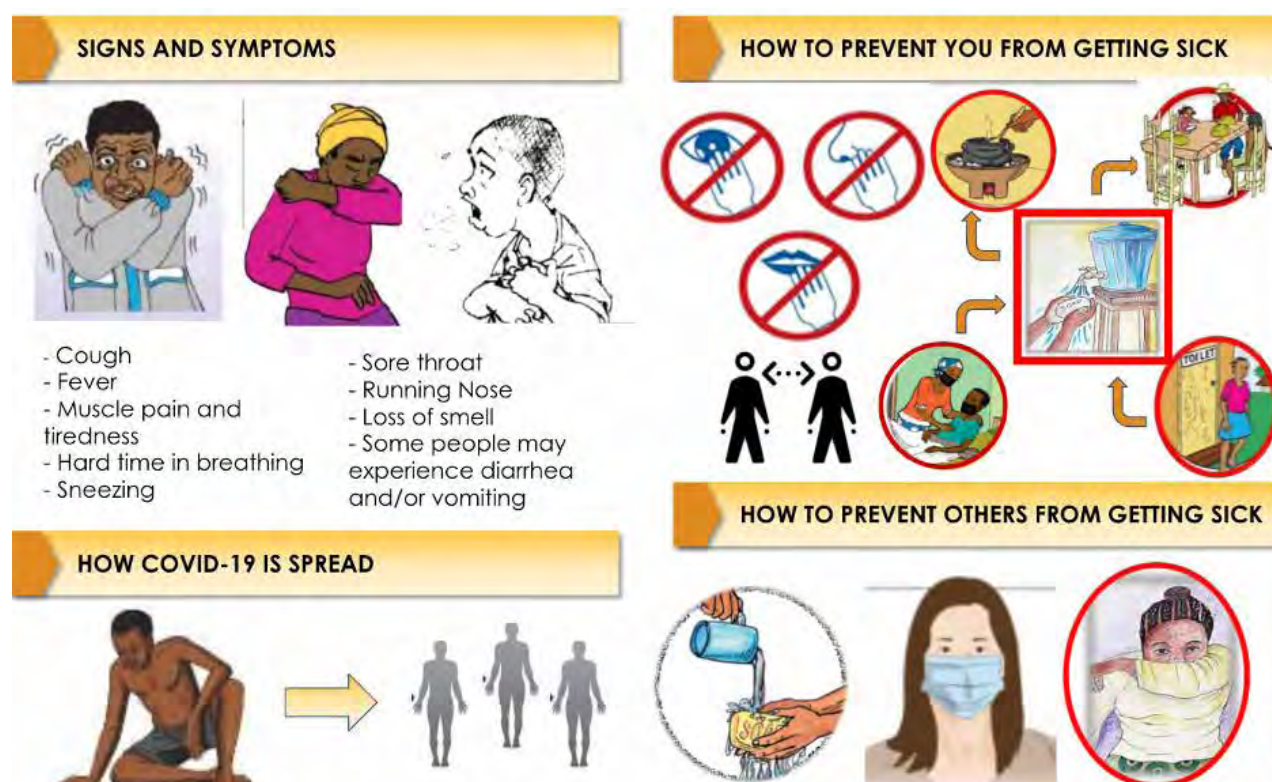 SIGNS AND SYMPTOMS
- Cough
- Fever
- Muscle pain and
tiredness
- Hard time in breathing
- Sneezing
- Sore throat
- Running Nose
- Loss of smell
- Some people may
experience diarrhea
and/or vomiting
HOW COVID-19 IS SPREAD
HOW TO PREVENT YOU FROM GETTING SICK
TOILET
HOW TO PREVENT OTHERS FROM GETTING SICK